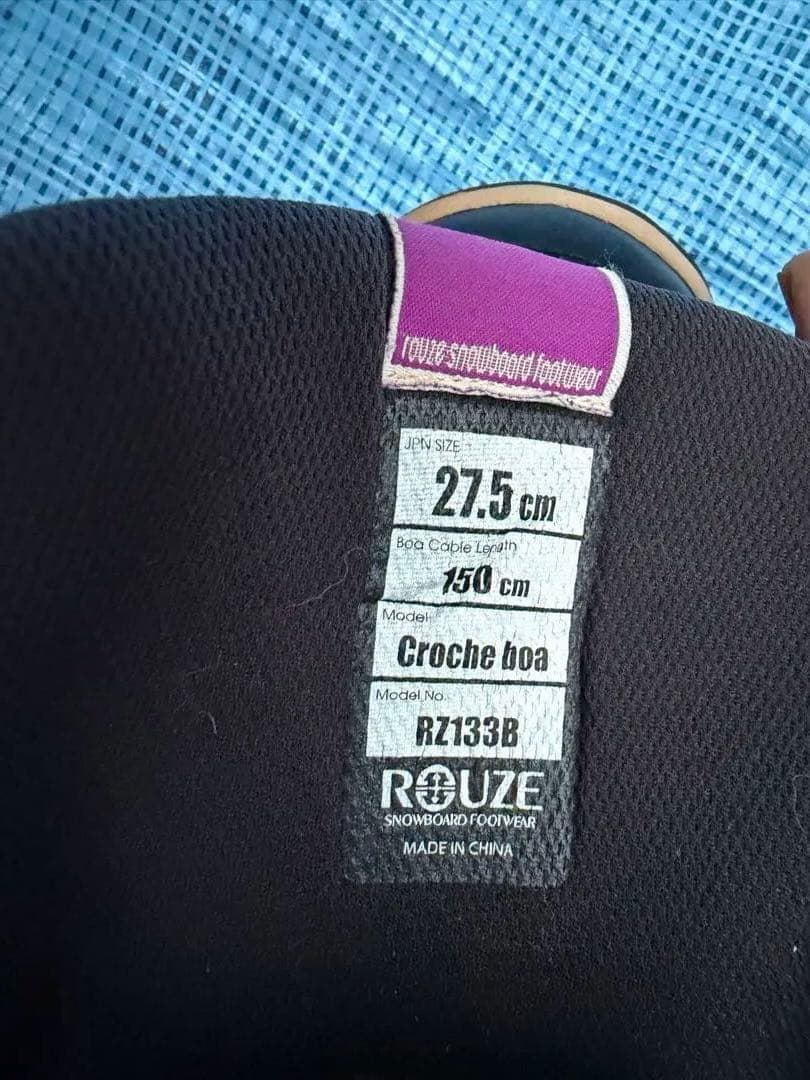 rouze snowboard footwear
JPN SIZE
27.5 cm
Boa Cable Length
150 cm
Model
Croche boa
Model No.
RZ133B
ROUZE
SNOWBOARD FOOTWEAR
MADE IN CHINA